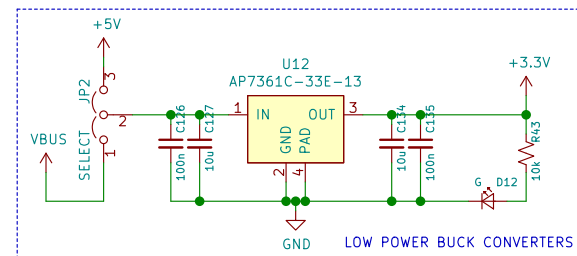 +5V
U12
AP7361C-33E-13
+3.3V
JP2
3
2
1
SELECT
VBUS
C126
100n
C127
10u
1
IN
OUT
3
GND
PAD
2
4
C134
10u
C135
100n
R43
10k
G
D12
GND
LOW POWER BUCK CONVERTERS